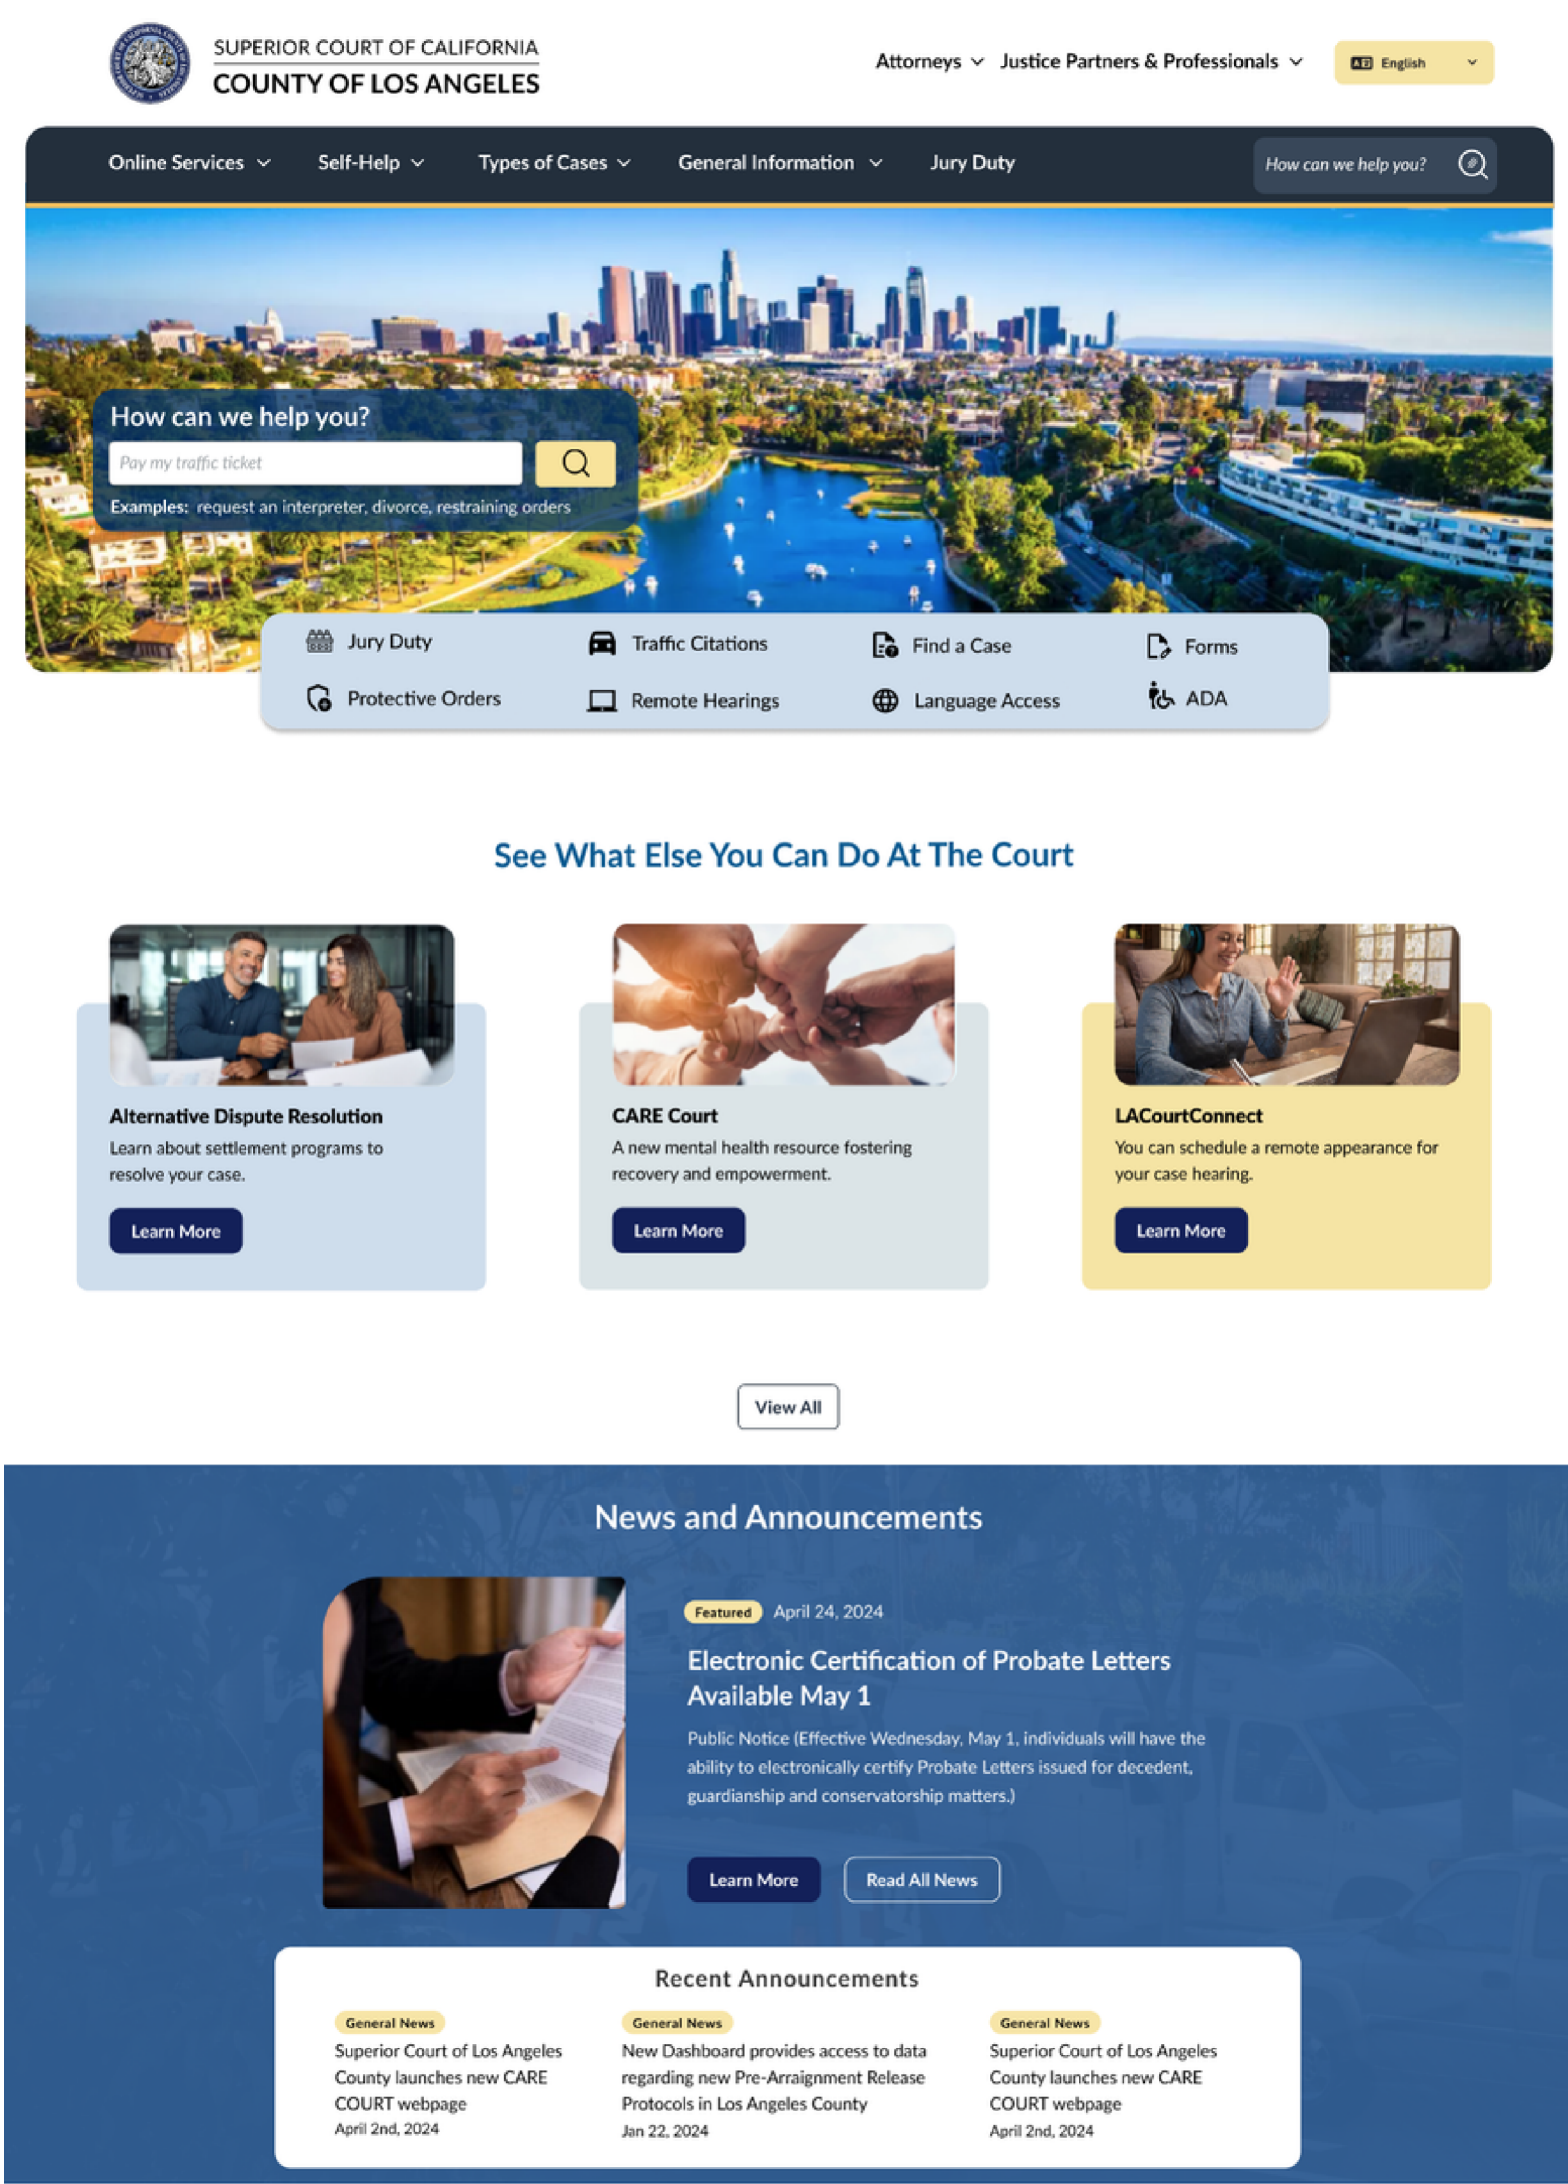 SUPERIOR COURT OF CALIFORNIA
COUNTY OF LOS ANGELES
Attorneys
Justice Partners & Professionals
English
Online Services
Self-Help
Types of Cases
General Information
Jury Duty
How can we help you?
How can we help you?
Pay my traffic ticket
Examples: request an interpreter, divorce, restraining orders
Jury Duty
Traffic Citations
Find a Case
Forms
Protective Orders
Remote Hearings
Language Access
ADA
See What Else You Can Do At The Court
Alternative Dispute Resolution
Learn about settlement programs to
resolve your case.
Learn More
CARE Court
A new mental health resource fostering
recovery and empowerment.
Learn More
LACourtConnect
You can schedule a remote appearance for
your case hearing.
Learn More
View All
News and Announcements
Featured
April 24, 2024
Electronic Certification of Probate Letters
Available May 1
Public Notice (Effective Wednesday, May 1, individuals will have the
ability to electronically certify Probate Letters issued for decedent,
guardianship and conservatorship matters.)
Learn More
Read All News
Recent Announcements
General News
Superior Court of Los Angeles
County launches new CARE
COURT webpage
April 2nd, 2024
General News
New Dashboard provides access to data
regarding new Pre-Arraignment Release
Protocols in Los Angeles County
Jan 22, 2024
General News
Superior Court of Los Angeles
County launches new CARE
COURT webpage
April 2nd, 2024